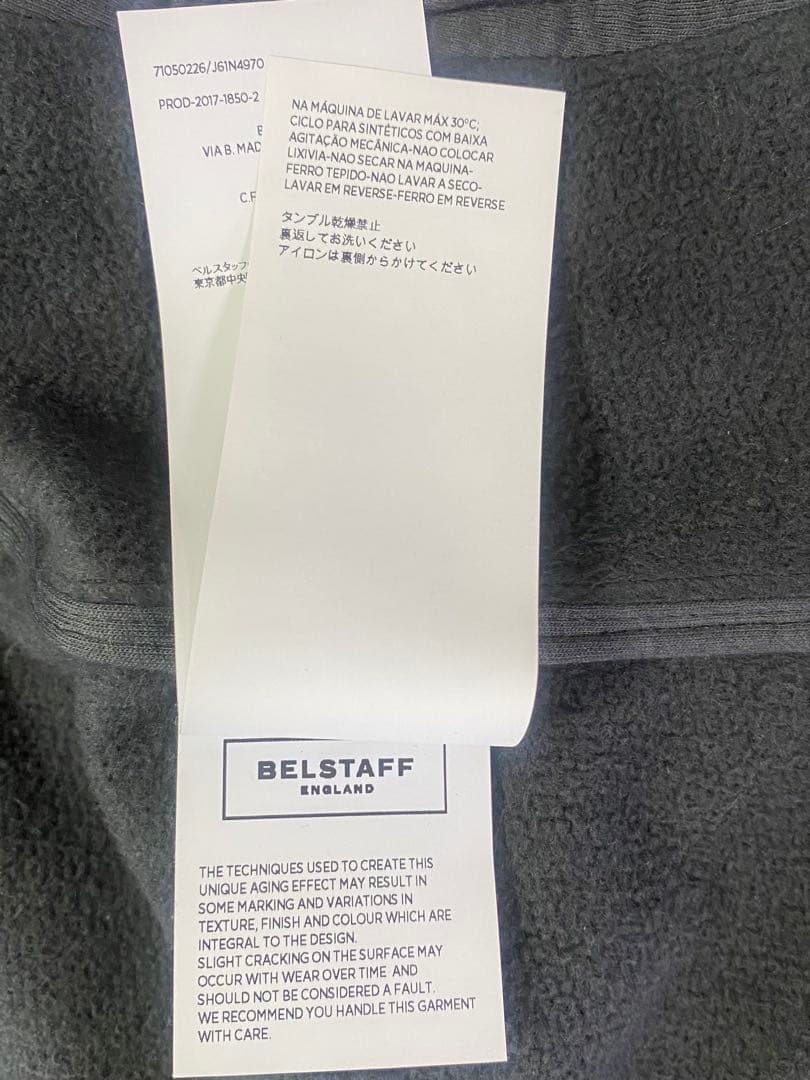 71050226/J61N4970
PROD-2017-1850-2
VIA B. MAD
C.F
ベルスタッフ
東京都中央
NA MÁQUINA DE LAVAR MÁX 30°C;
CICLO PARA SINTÉTICOS COM BAIXA
AGITAÇÃO MECÂNICA-NAO COLOCAR
LIXIVIA-NAO SECAR NA MAQUINA-
FERRO TEPIDO-NAO LAVAR A SECO-
LAVAR EM REVERSE-FERRO EM REVERSE
タンブル乾燥禁止
裏返してお洗いください
アイロンは裏側からかけてください
BELSTAFF
ENGLAND
THE TECHNIQUES USED TO CREATE THIS
UNIQUE AGING EFFECT MAY RESULT IN
SOME MARKING AND VARIATIONS IN
TEXTURE, FINISH AND COLOUR WHICH ARE
INTEGRAL TO THE DESIGN.
SLIGHT CRACKING ON THE SURFACE MAY
OCCUR WITH WEAR OVER TIME AND
SHOULD NOT BE CONSIDERED A FAULT.
WE RECOMMEND YOU HANDLE THIS GARMENT
WITH CARE.